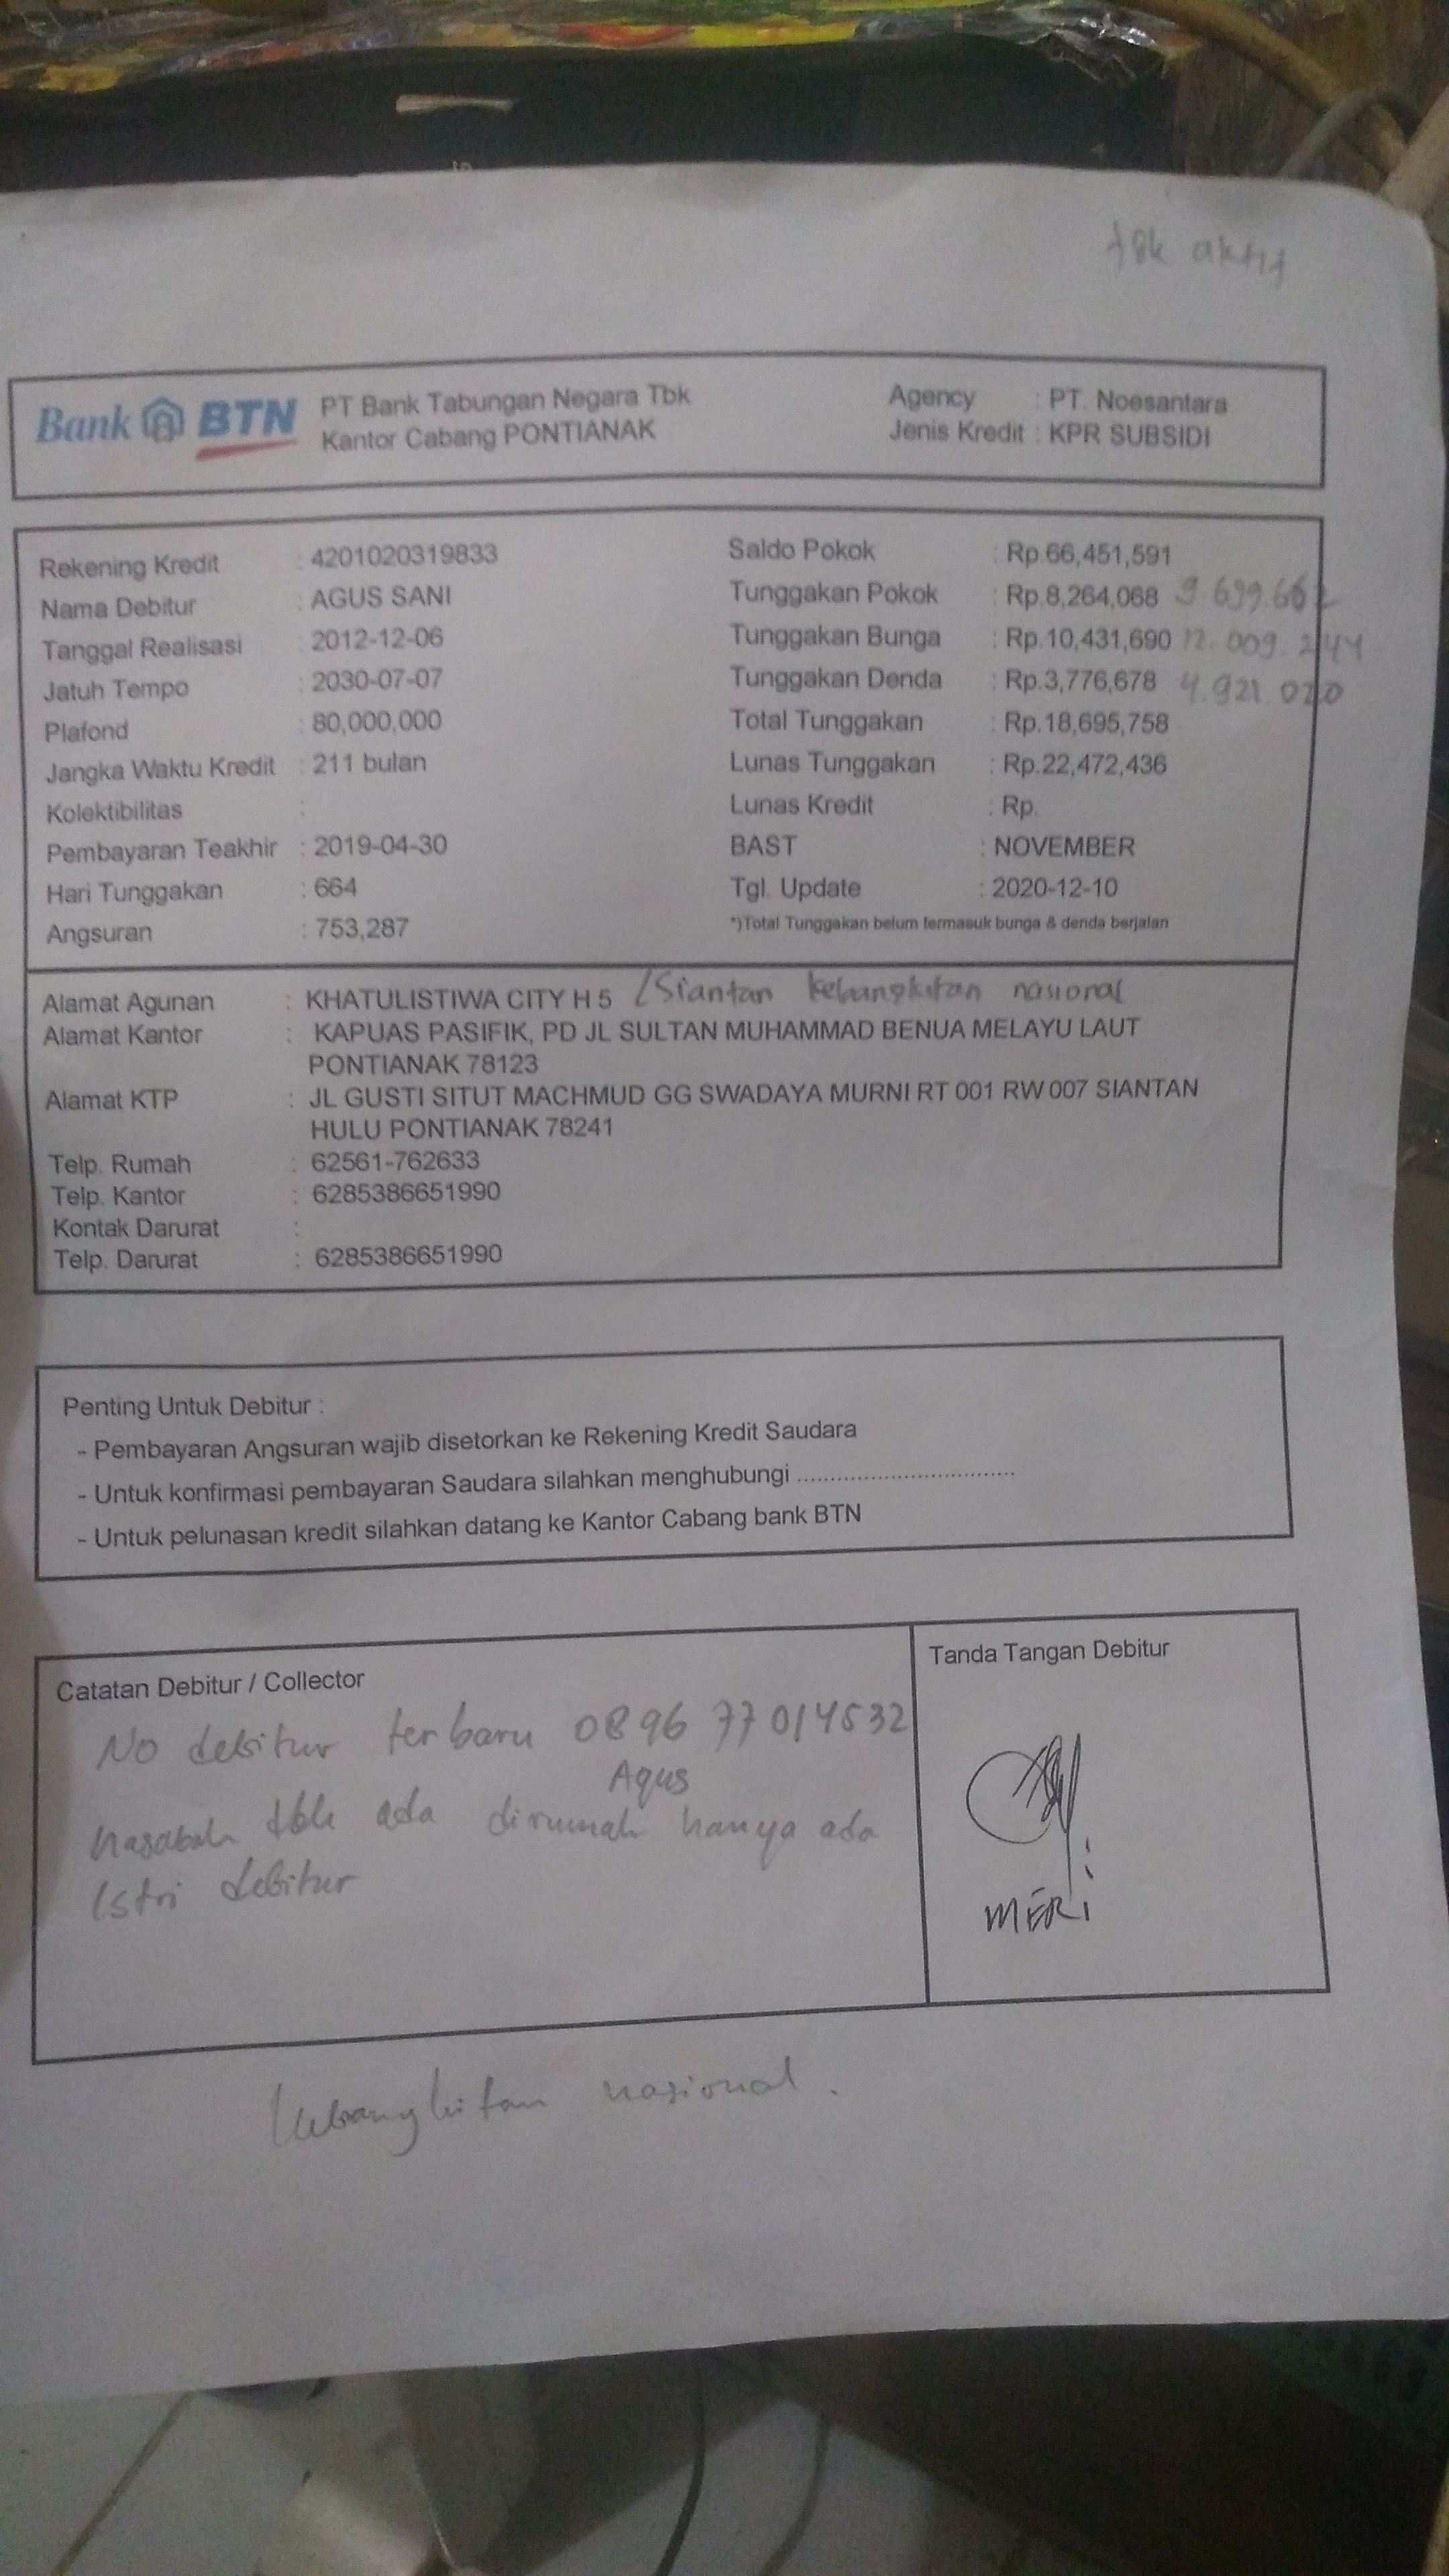 tdk aktif
Bank BTN PT Bank Tabungan Negara Tbk
Kantor Cabang PONTIANAK
Agency : PT. Noesantara
Jenis Kredit : KPR SUBSIDI
Rekening Kredit : 4201020319833
Nama Debitur : AGUS SANI
Tanggal Realisasi : 2012-12-06
Jatuh Tempo : 2030-07-07
Plafond : 80,000,000
Jangka Waktu Kredit : 211 bulan
Kolektibilitas :
Pembayaran Teakhir : 2019-04-30
Hari Tunggakan : 664
Angsuran : 753,287
Saldo Pokok : Rp.66,451,591
Tunggakan Pokok : Rp.8,264,068 9.699.662
Tunggakan Bunga : Rp.10,431,690 12.009.244
Tunggakan Denda : Rp.3,776,678 4.921.020
Total Tunggakan : Rp.18,695,758
Lunas Tunggakan : Rp.22,472,436
Lunas Kredit : Rp.
BAST : NOVEMBER
Tgl. Update : 2020-12-10
*)Total Tunggakan belum termasuk bunga & denda berjalan
Alamat Agunan : KHATULISTIWA CITY H 5 /Siantan kebangkitan nasional
Alamat Kantor : KAPUAS PASIFIK, PD JL SULTAN MUHAMMAD BENUA MELAYU LAUT
PONTIANAK 78123
Alamat KTP : JL GUSTI SITUT MACHMUD GG SWADAYA MURNI RT 001 RW 007 SIANTAN
HULU PONTIANAK 78241
Telp. Rumah : 62561-762633
Telp. Kantor : 6285386651990
Kontak Darurat :
Telp. Darurat : 6285386651990
Penting Untuk Debitur :
- Pembayaran Angsuran wajib disetorkan ke Rekening Kredit Saudara
- Untuk konfirmasi pembayaran Saudara silahkan menghubungi .................................
- Untuk pelunasan kredit silahkan datang ke Kantor Cabang bank BTN
Catatan Debitur / Collector
No debitur terbaru 0896 77014532
Agus
Nasabah tdk ada dirumah hanya ada
Istri debitur
Tanda Tangan Debitur
MERI
kebangkitan nasional.